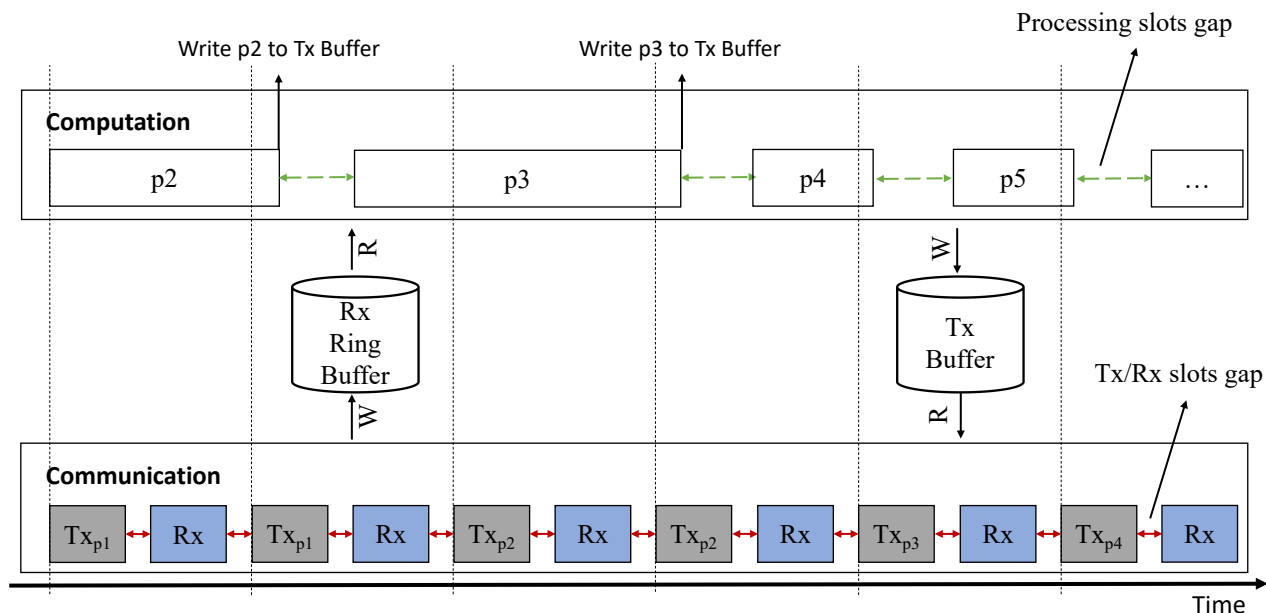 Processing slots gap
Write p2 to Tx Buffer
Write p3 to Tx Buffer
Computation
p2
p3
p4
p5
...
R
W
Rx
Ring
Buffer
Tx
Buffer
W
R
Tx/Rx slots gap
Communication
Txp1
Rx
Txp1
Rx
Txp2
Rx
Txp2
Rx
Txp3
Rx
Txp4
Rx
Time